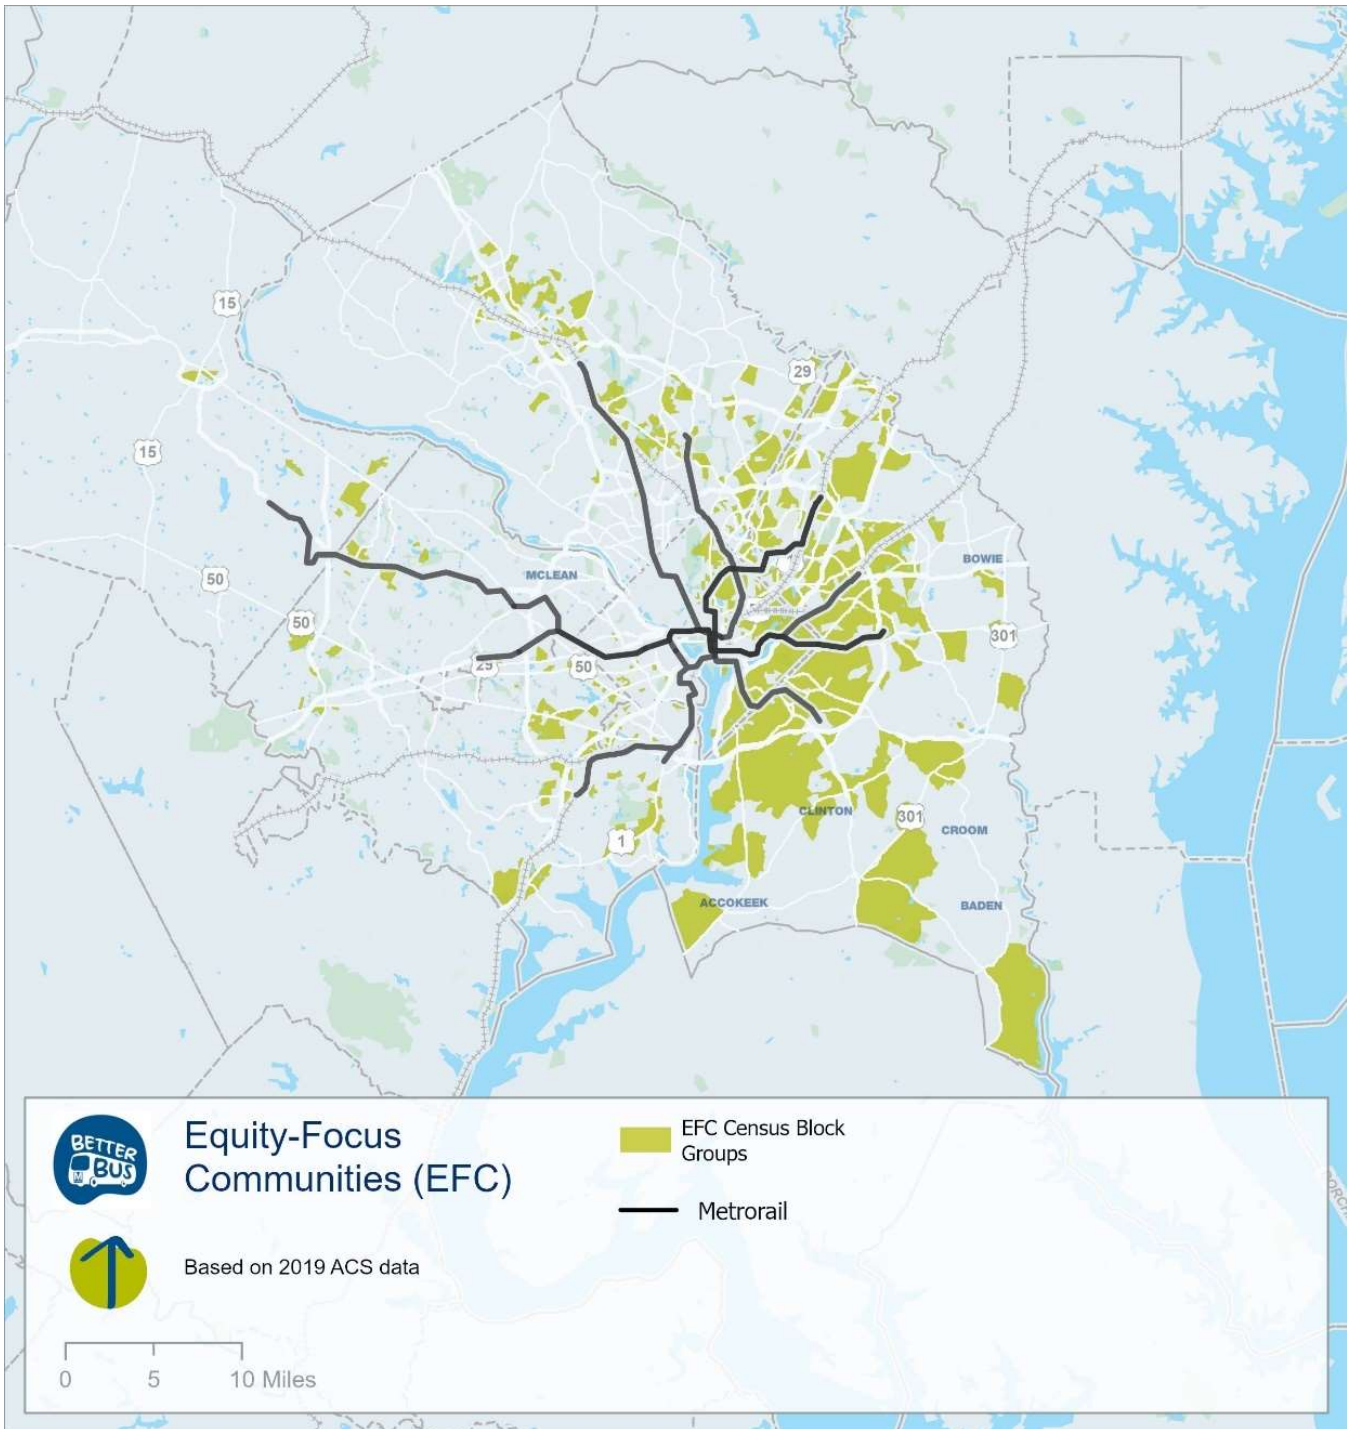 15
29
15
50
50
MCLEAN
BOWIE
301
29
50
CLINTON
301
CROOM
1
ACCOKEEK
BADEN
BETTER
BUS
M
Equity-Focus
Communities (EFC)
Based on 2019 ACS data
0 5 10 Miles
EFC Census Block
Groups
Metrorail